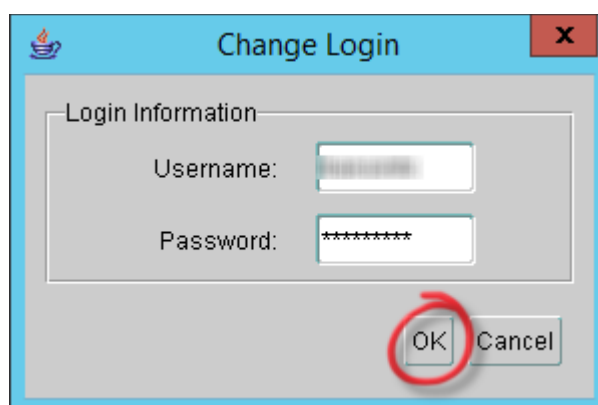 Change Login
x
Login Information
Username:
Password: *********
OK Cancel